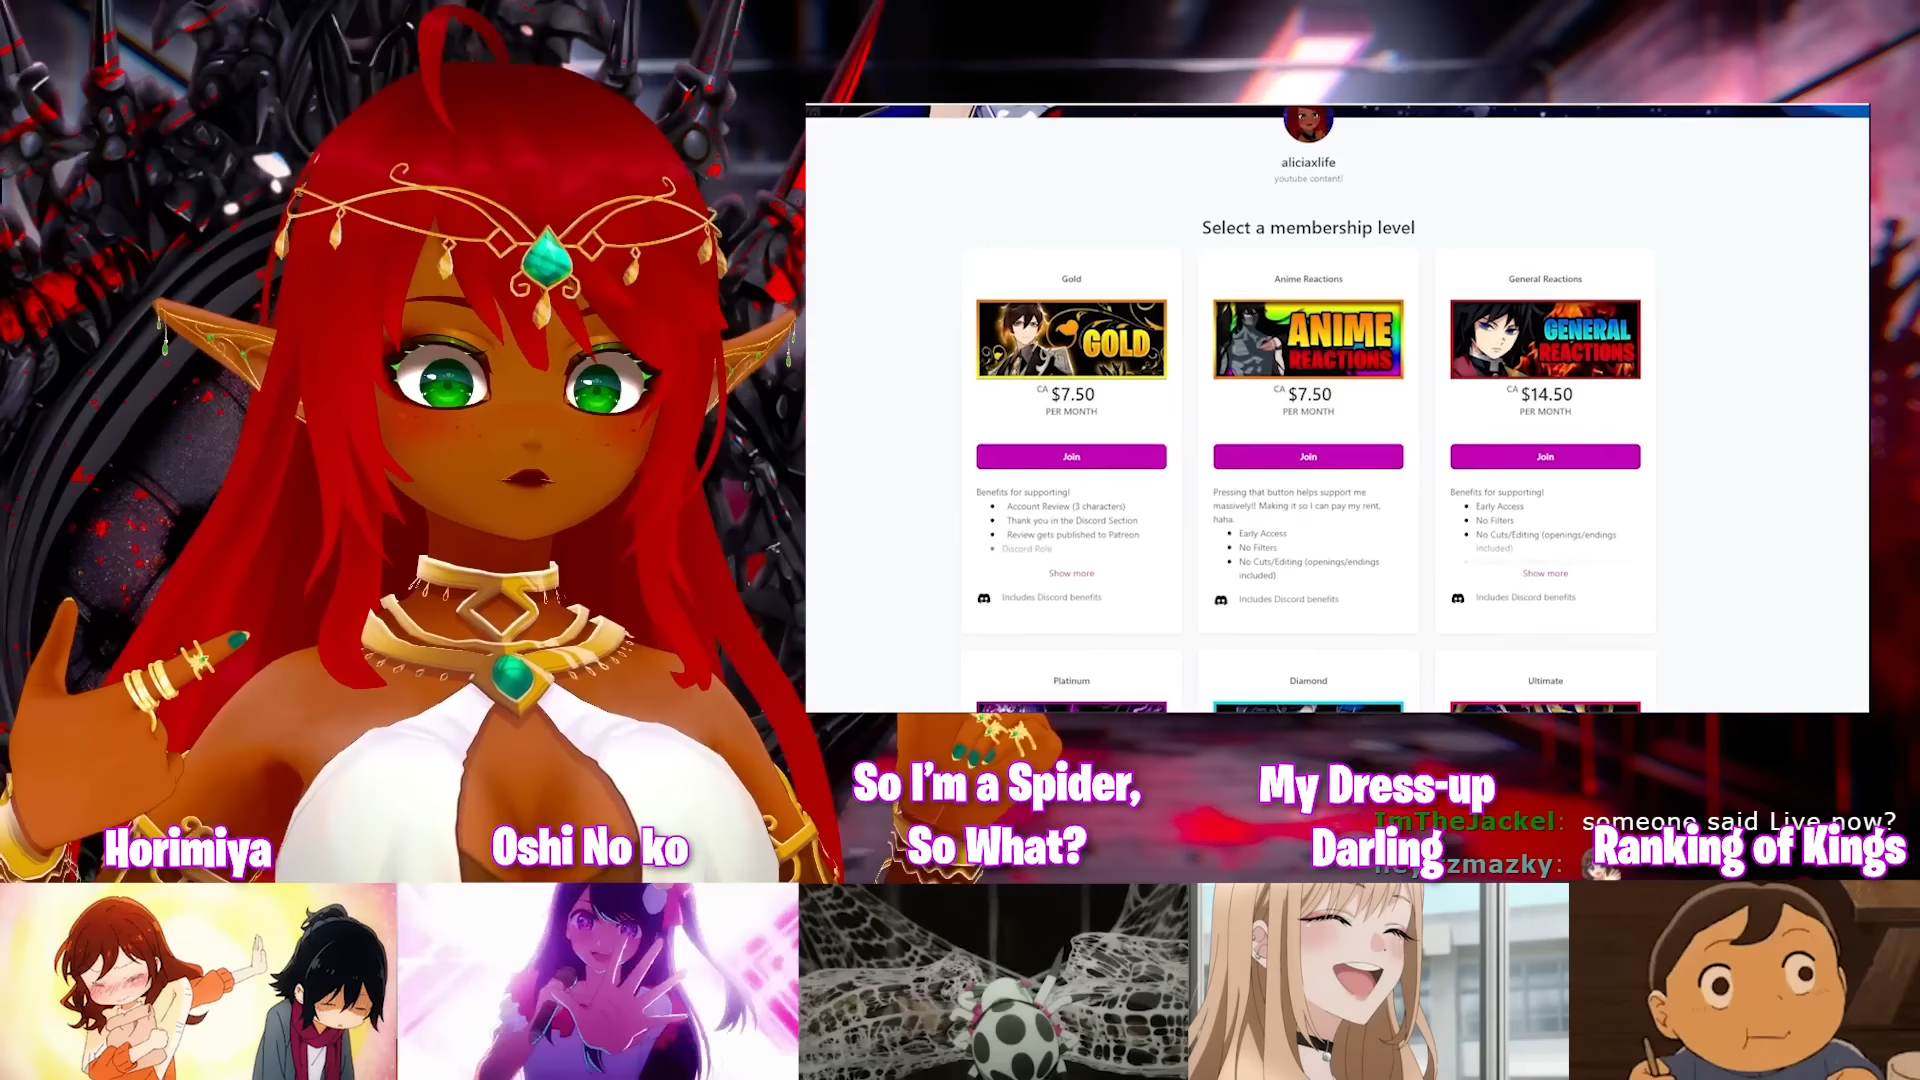 aliciaxlife
youtube content!
Select a membership level
Gold
GOLD
CA $7.50
PER MONTH
Join
Benefits for supporting!
Account Review (3 characters)
Thank you in the Discord Section
Review gets published to Patreon
Discord Role
Show more
Includes Discord benefits
Anime Reactions
ANIME
REACTIONS
CA $7.50
PER MONTH
Join
Pressing that button helps support me
massively!! Making it so I can pay my rent,
haha.
Early Access
No Filters
No Cuts/Editing (openings/endings
included)
Includes Discord benefits
General Reactions
GENERAL
REACTIONS
CA $14.50
PER MONTH
Join
Benefits for supporting!
Early Access
No Filters
No Cuts/Editing (openings/endings
included)
Show more
Includes Discord benefits
Platinum
Diamond
Ultimate
Horimiya
Oshi No ko
So I'm a Spider,
So What?
My Dress-up
Darling
ImTheJackel: someone said Live now?
Ranking of Kings